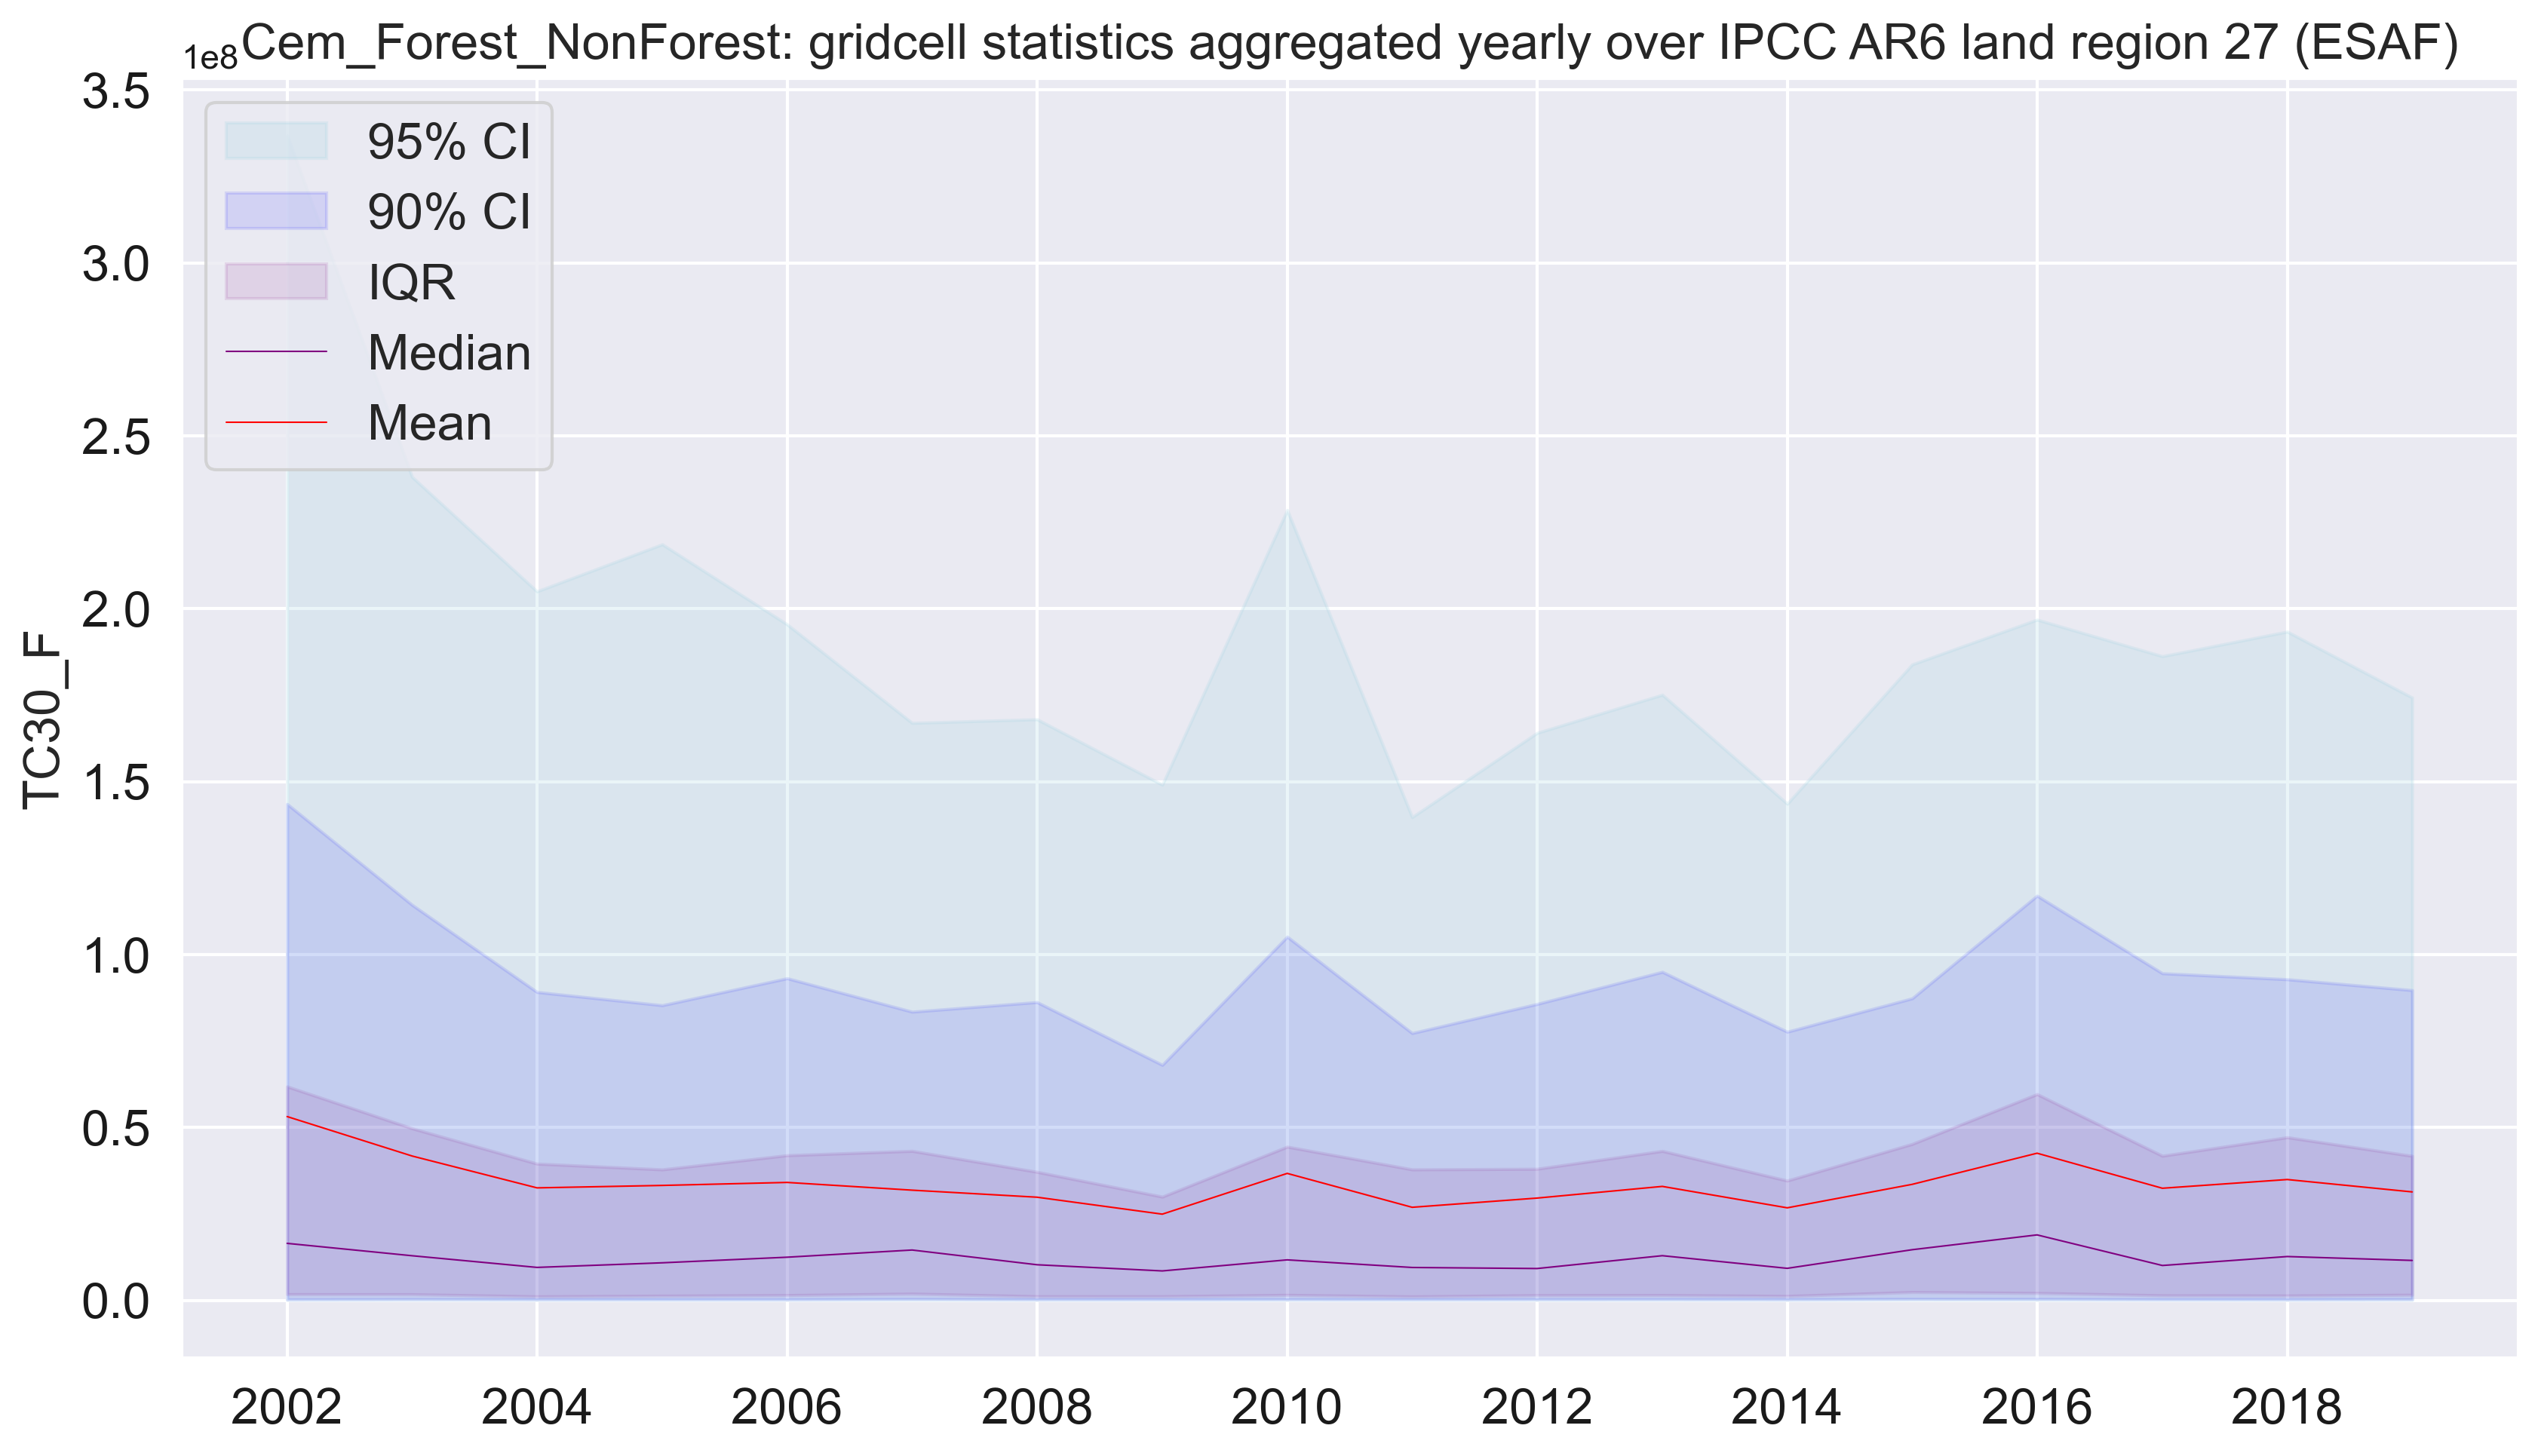 Cem_Forest_NonForest: gridcell statistics aggregated yearly over IPCC AR6 land region 27 (ESAF)
1e8
3.5
3.0
2.5
2.0
1.5
1.0
0.5
0.0
TC30_F
95% CI
90% CI
IQR
Median
Mean
2002 2004 2006 2008 2010 2012 2014 2016 2018